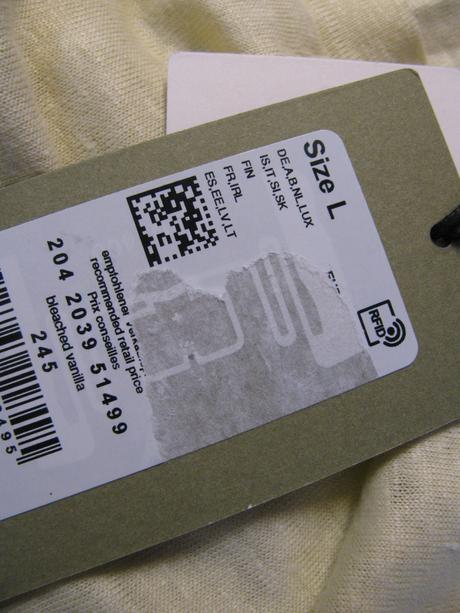 Size L
DE,A,B,NL,LUX
IS,IT,SI,SK
FIN
FR,IRL
ES,EE,LV,LT
RFID
empfohlener
recommended retail price
Prix conseilles
204 2039 51499
bleached vanilla
245